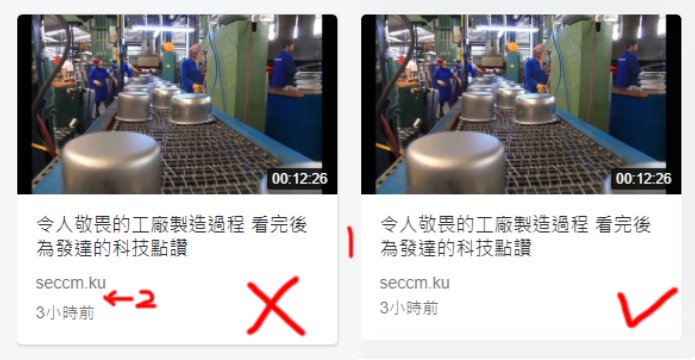 00:12:26
令人敬畏的工廠製造過程 看完後
為發達的科技點讚
seccm.ku
←2
3小時前
1
00:12:26
令人敬畏的工廠製造過程 看完後
為發達的科技點讚
seccm.ku
3小時前